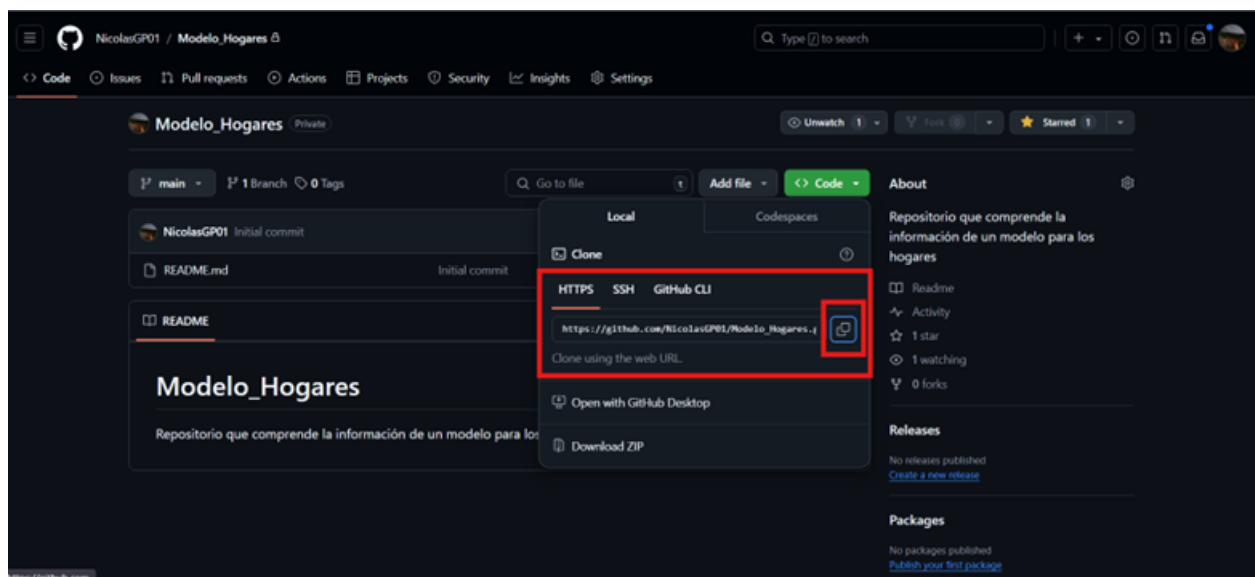 NicolasGP01 / Modelo_Hogares
Type / to search
Code Issues Pull requests Actions Projects Security Insights Settings
Modelo_Hogares Private
Unwatch 1
Fork 0
Starred 1
main
1 Branch
0 Tags
Go to file
t
Add file
Code
NicolasGP01 Initial commit
README.md Initial commit
README
Modelo_Hogares
Repositorio que comprende la información de un modelo para los
Local Codespaces
Clone
HTTPS SSH GitHub CLI
https://github.com/NicolasGP01/Modelo_Hogares.g
Clone using the web URL.
Open with GitHub Desktop
Download ZIP
About
Repositorio que comprende la
información de un modelo para los
hogares
Readme
Activity
1 star
1 watching
0 forks
Releases
No releases published
Create a new release
Packages
No packages published
Publish your first package